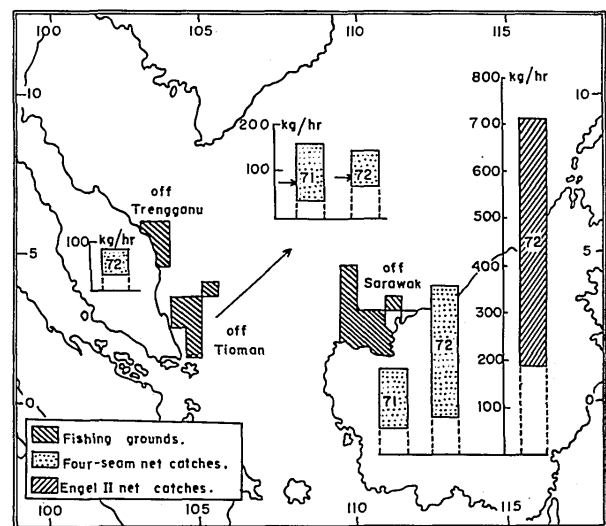 100
105
110
115
800
kg/hr
10
10
700
200
kg/hr
600
100
71
72
off
Trengganu
500
72
100
kg/hr
5
72
off
Sarawak
400
5
off
Tioman
300
72
200
71
0
100
0
Fishing grounds.
Four-seam net catches.
Engel II net catches.
100
105
110
115